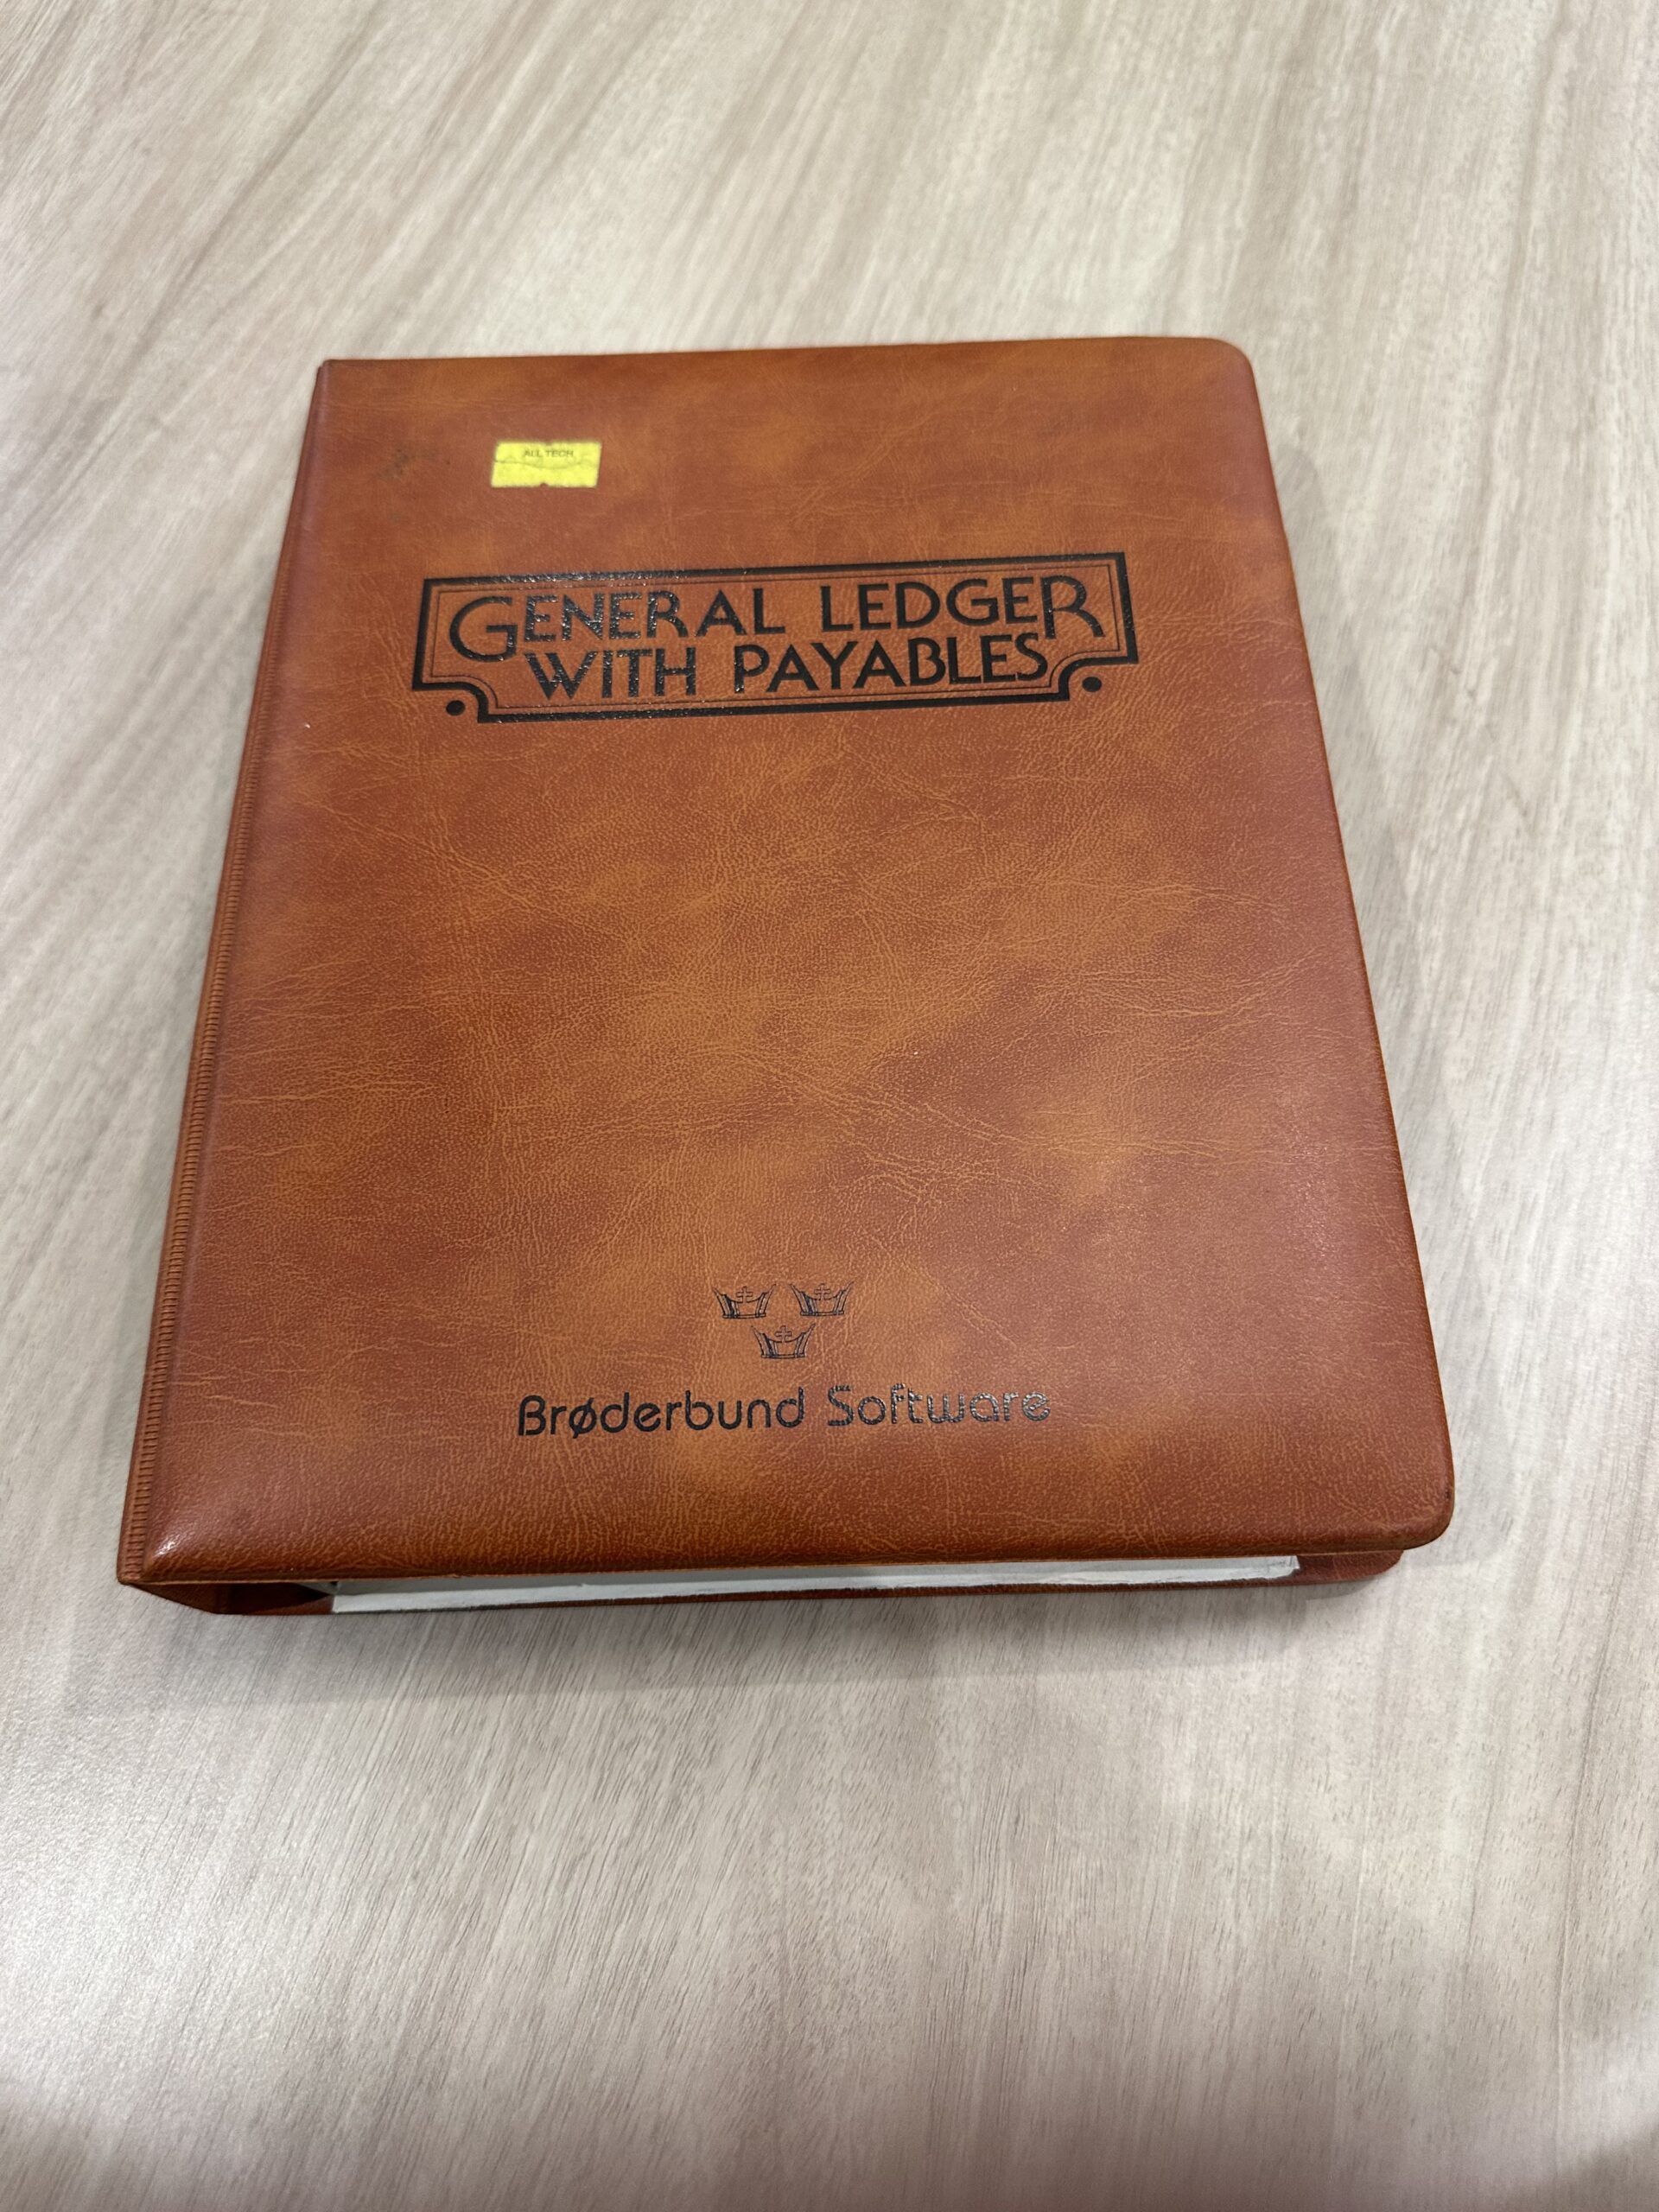 ALL TECH
GENERAL LEDGER
WITH PAYABLES
Brøderbund Software